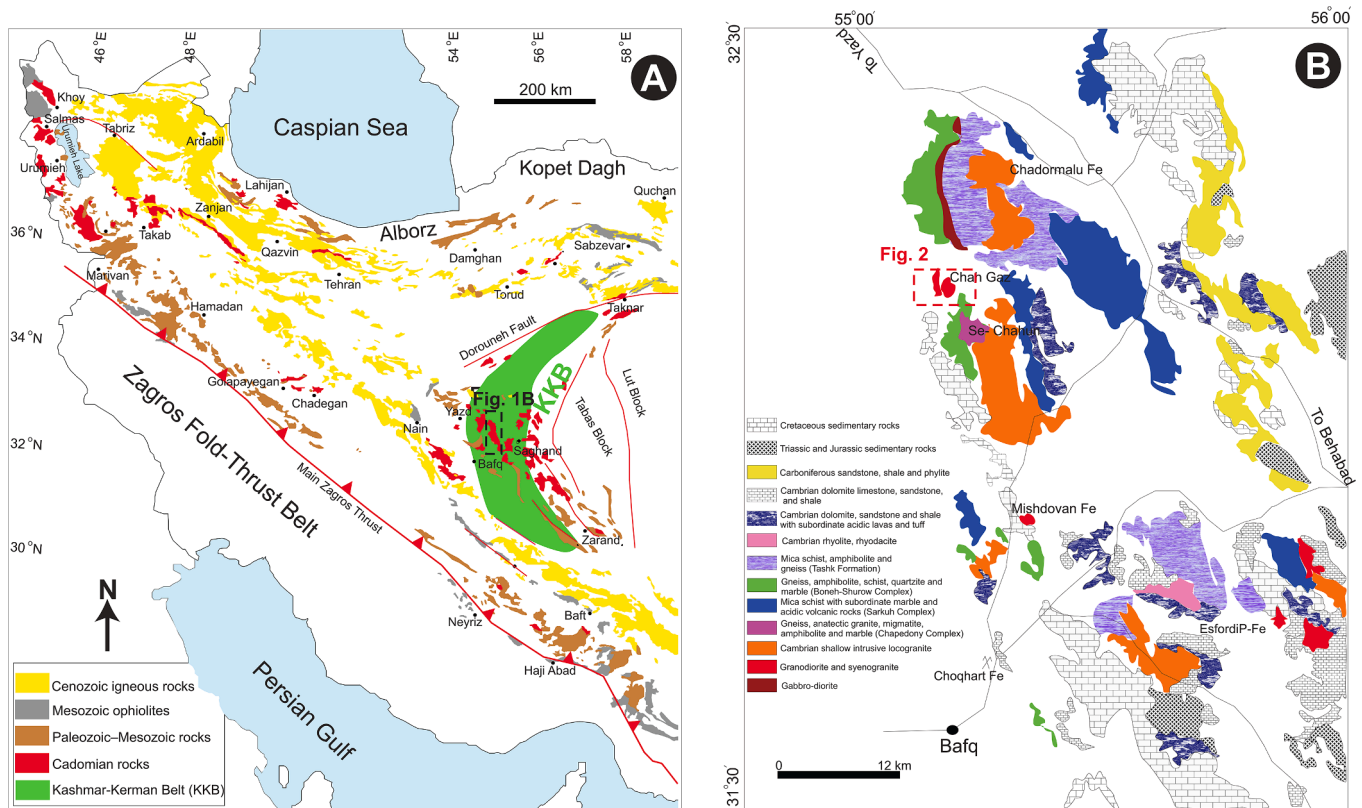 46°E
48°E
54°E
56°E
58°E
A
200 km
Caspian Sea
Khoy
Salmas
Tabriz
Ardabil
Urumish Lake
Urumieh
Kopet Dagh
Lahijan
Quchan
Zanjan
36°N
Takab
Alborz
Qazvin
Sabzevar
Damghan
Marivan
Tehran
Torud
Hamadan
Taknar
34°N
Dorouneh Fault
Golapayegan
Chadegan
KKB
Lut Block
Fig. 1B
Yazd
Tabas Block
Zagros Fold-Thrust Belt
Nain
32°N
Saghand
Bafq
Main Zagros Thrust
30°N
Zarand
N
Neyriz
Baft
Haji Abad
Persian Gulf
Cenozoic igneous rocks
Mesozoic ophiolites
Paleozoic–Mesozoic rocks
Cadomian rocks
Kashmar-Kerman Belt (KKB)
55°00'
56°00'
32°30
B
To Yazd
Chadormalu Fe
Fig. 2
Chah Gaz
Se- Chahun
To Behabad
Cretaceous sedimentary rocks
Triassic and Jurassic sedimentary rocks
Carboniferous sandstone, shale and phylite
Cambrian dolomite limestone, sandstone,
and shale
Cambrian dolomite, sandstone and shale
with subordinate acidic lavas and tuff
Cambrian rhyolite, rhyodacite
Mica schist, amphibolite and
gneiss (Tashk Formation)
Gneiss, amphibolite, schist, quartzite and
marble (Boneh-Shurow Complex)
Mica schist with subordinate marble and
acidic volcanic rocks (Sarkuh Complex)
Gneiss, anatectic granite, migmatite,
amphibolite and marble (Chapedony Complex)
Cambrian shallow intrusive locogranite
Granodiorite and syenogranite
Gabbro-diorite
Mishdovan Fe
EsfordiP-Fe
Choqhart Fe
Bafq
12 km
0
31°30